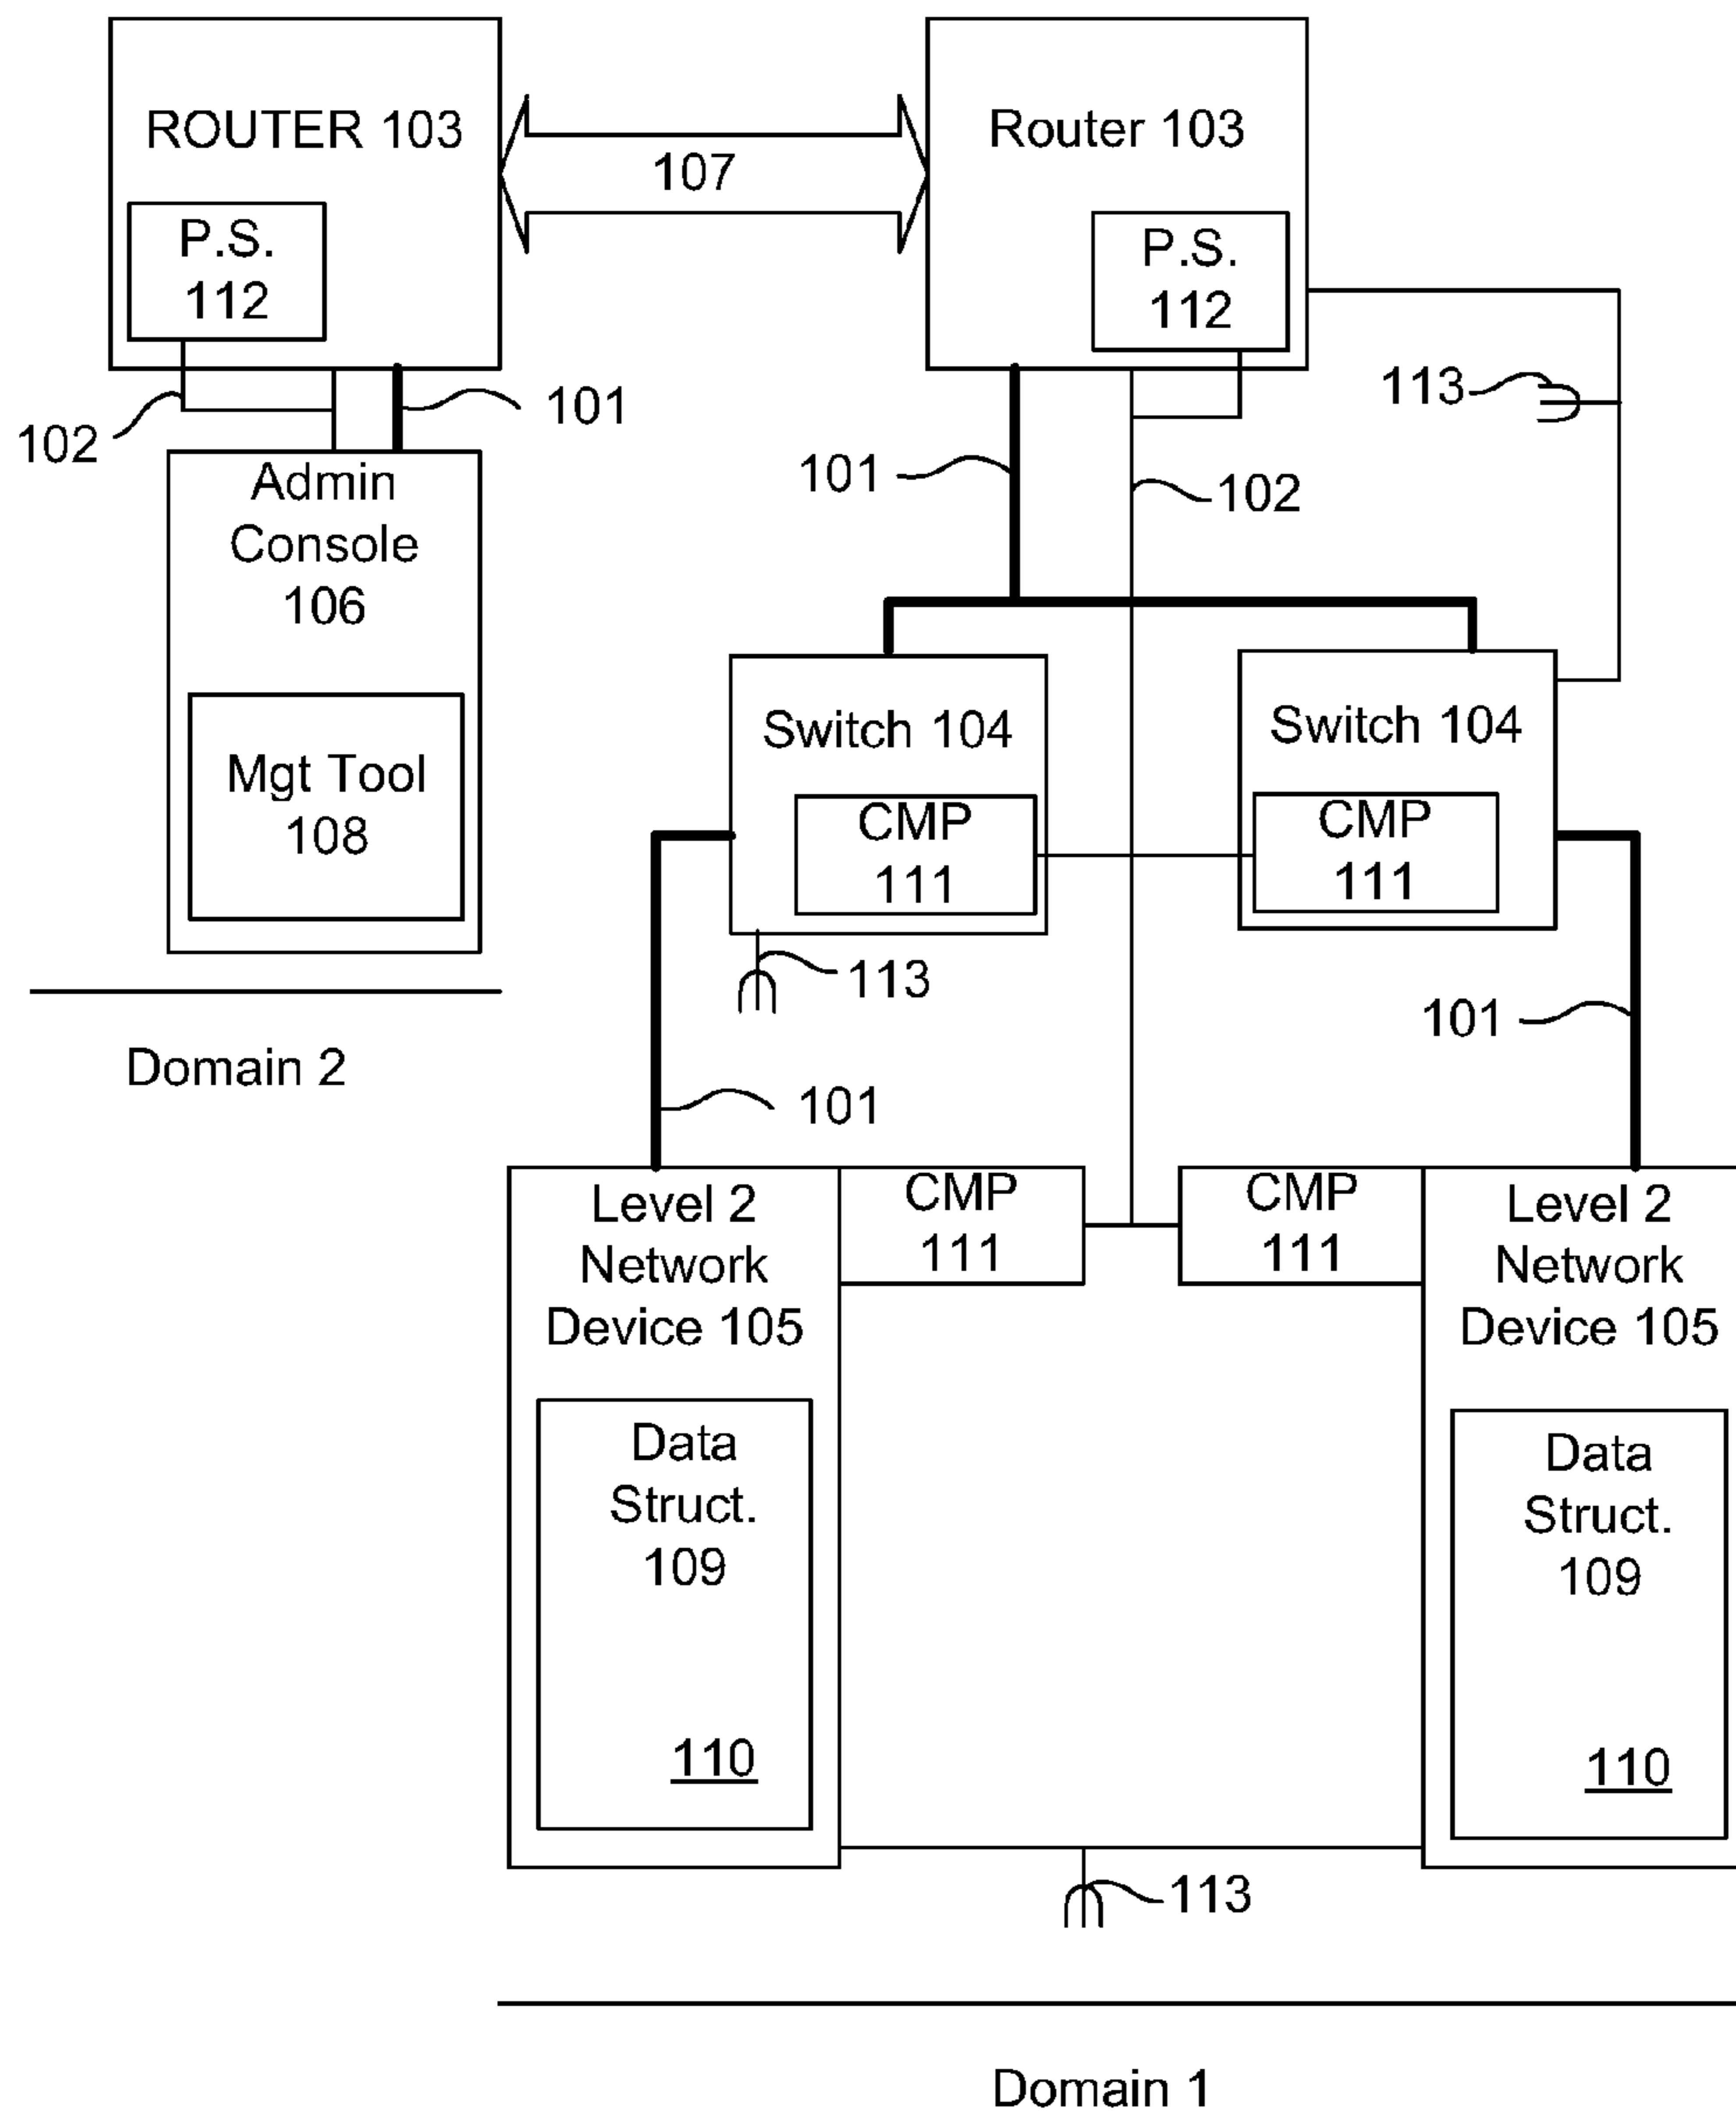 ROUTER 103
Router 103
107
P.S.
112
P.S.
112
113
101
102
101
102
Admin
Console
106
Switch 104
Switch 104
Mgt Tool
108
CMP
111
CMP
111
113
101
Domain 2
101
Level 2
Network
Device 105
CMP
111
CMP
111
Level 2
Network
Device 105
Data
Struct.
109
Data
Struct.
109
110
110
113
Domain 1